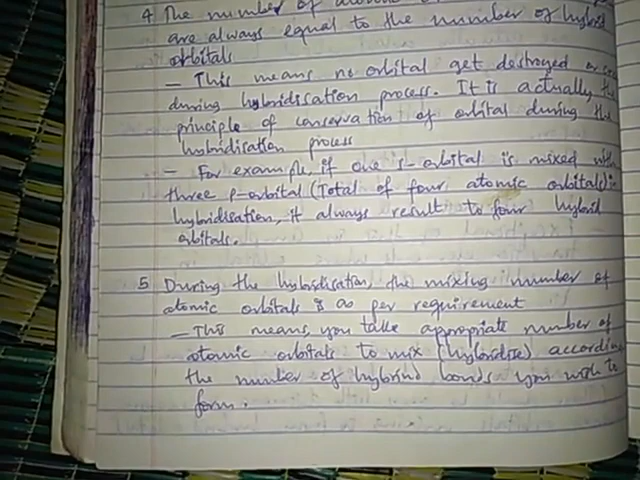 4 The number of atomic
are always equal to the number of hybrid
orbitals
- This means no orbital get destroyed or
during hybridisation process. It is actually the
principle of conservation of orbital during the
hybridisation process
- For example, if one s-orbital is mixed with
three p-orbital (Total of four atomic orbitals) in
hybridisation, it always result to four hybrid
orbitals.
5 During the hybridisation, the mixing number of
atomic orbitals is as per requirement
- This means, you take appropriate number of
atomic orbitals to mix (hybridize) according
the number of hybrid bonds you wish to
form.